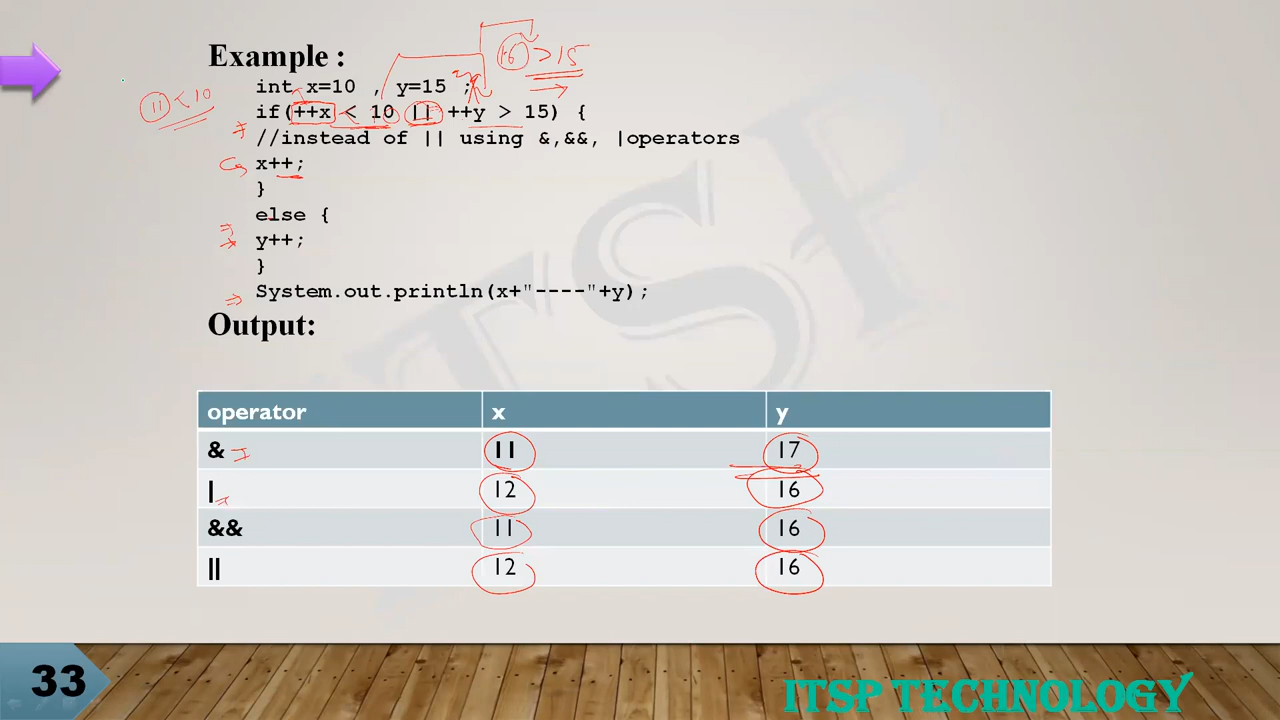 Example :
int x=10 , y=15 ;
if(++x < 10 || ++y > 15) {
//instead of || using &,&&, |operators
x++;
}
else {
y++;
}
System.out.println(x+"----"+y);
Output:
11 < 10
16 > 15
operator x y
& 11 17
| 12 16
&& 11 16
|| 12 16
33
ITSP TECHNOLOGY
ITSP